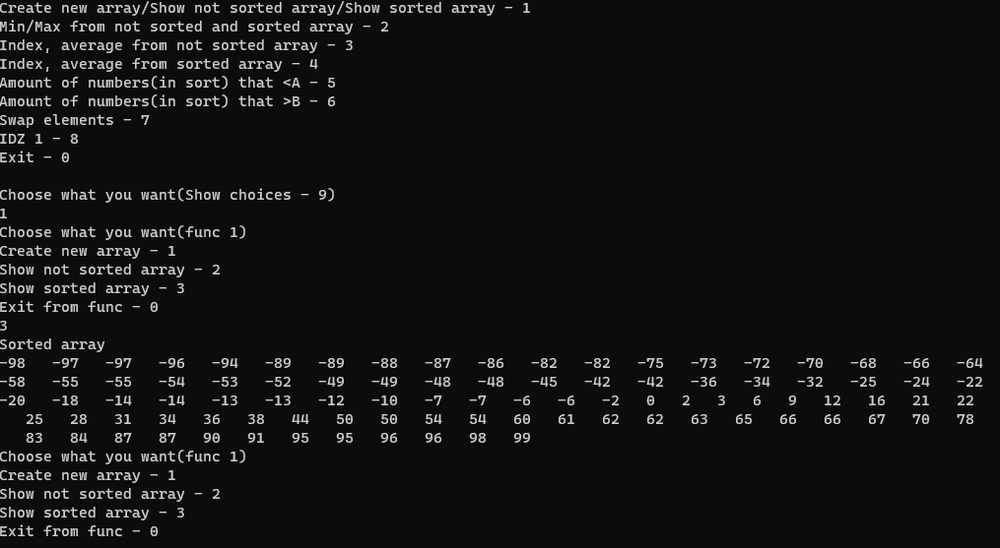 Create new array/Show not sorted array/Show sorted array - 1
Min/Max from not sorted and sorted array - 2
Index, average from not sorted array - 3
Index, average from sorted array - 4
Amount of numbers(in sort) that <A - 5
Amount of numbers(in sort) that >B - 6
Swap elements - 7
IDZ 1 - 8
Exit - 0
Choose what you want(Show choices - 9)
1
Choose what you want(func 1)
Create new array - 1
Show not sorted array - 2
Show sorted array - 3
Exit from func - 0
3
Sorted array
-98 -97 -97 -96 -94 -89 -89 -88 -87 -86 -82 -82 -75 -73 -72 -70 -68 -66 -64
-58 -55 -55 -54 -53 -52 -49 -49 -48 -48 -45 -42 -42 -36 -34 -32 -25 -24 -22
-20 -18 -14 -14 -13 -13 -12 -10 -7 -7 -6 -6 -2 0 2 3 6 9 12 16 21 22
25 28 31 34 36 38 44 50 50 54 54 60 61 62 62 63 65 66 66 67 70 78
83 84 87 87 90 91 95 95 96 96 98 99
Choose what you want(func 1)
Create new array - 1
Show not sorted array - 2
Show sorted array - 3
Exit from func - 0